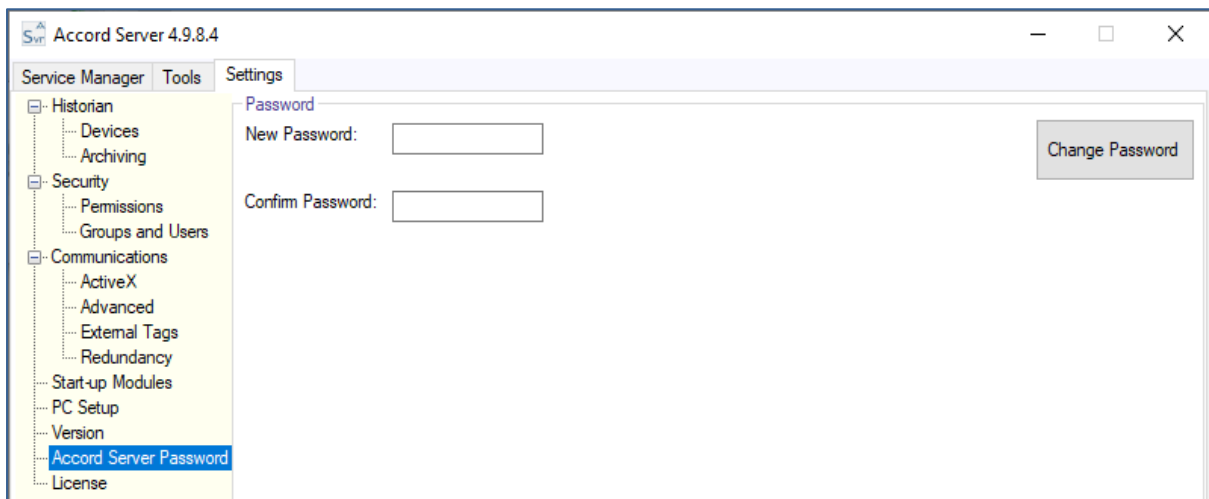 Svr A Accord Server 4.9.8.4
Service Manager Tools Settings
Historian
Devices
Archiving
Security
Permissions
Groups and Users
Communications
ActiveX
Advanced
External Tags
Redundancy
Start-up Modules
PC Setup
Version
Accord Server Password
License
Password
New Password:
Change Password
Confirm Password: